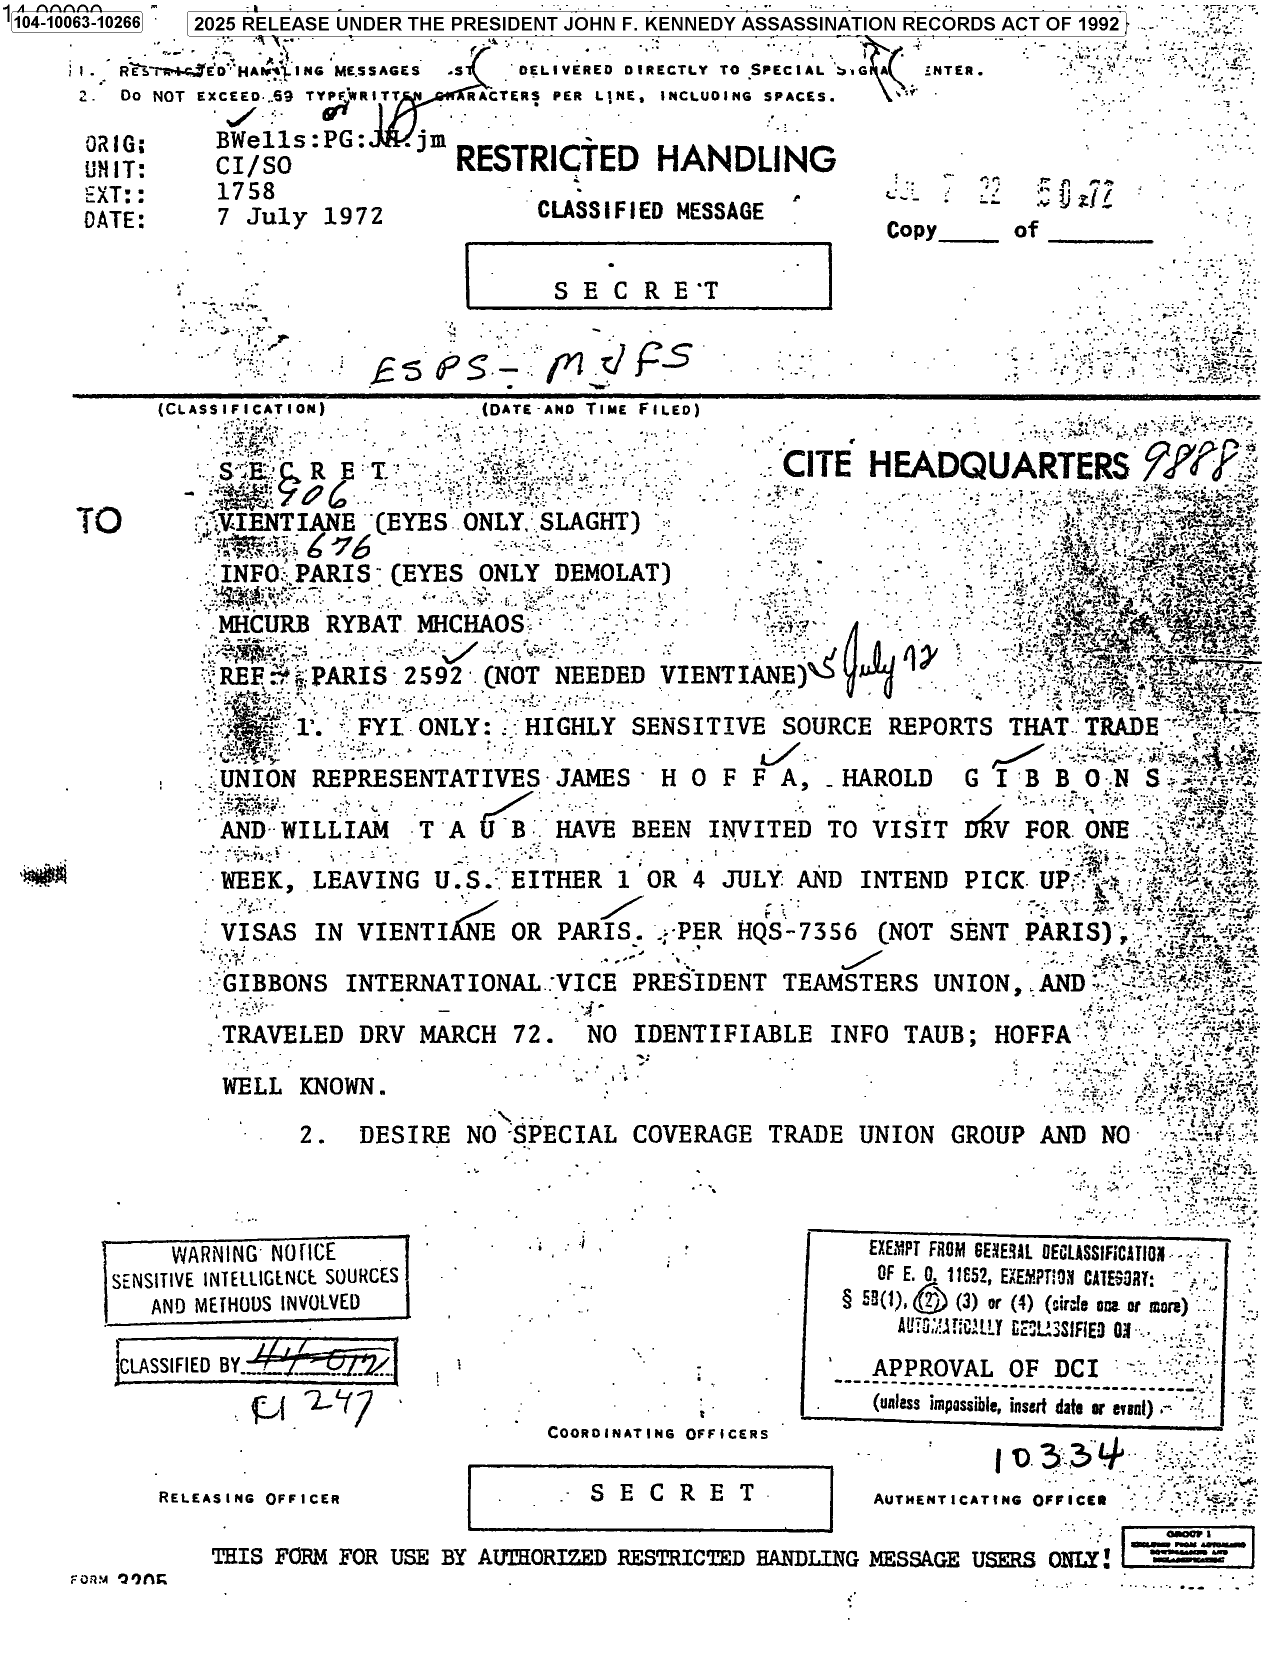 104-10063-10266
2025 RELEASE UNDER THE PRESIDENT JOHN F. KENNEDY ASSASSINATION RECORDS ACT OF 1992
1. RESTRICTED HANDLING MESSAGES DELIVERED DIRECTLY TO SPECIAL ENTER.
2. DO NOT EXCEED 69 TYPEWRITTEN CHARACTERS PER LINE, INCLUDING SPACES.
ORIG: BWells:PG: jm
UNIT: CI/SO
EXT:: 1758
DATE: 7 July 1972
RESTRICTED HANDLING
CLASSIFIED MESSAGE
JUL 7 22 50 Z 72
Copy____ of ______
S E C R E T
(CLASSIFICATION) (DATE AND TIME FILED)
S E C R E T CITE HEADQUARTERS 9888
906
TO VIENTIANE (EYES ONLY SLAGHT)
676
INFO PARIS (EYES ONLY DEMOLAT)
MHCURB RYBAT MHCHAOS
REF: PARIS 2592 (NOT NEEDED VIENTIANE) 5 July 72
1. FYI ONLY: HIGHLY SENSITIVE SOURCE REPORTS THAT TRADE
UNION REPRESENTATIVES JAMES H O F F A, HAROLD G I B B O N S
AND WILLIAM T A U B HAVE BEEN INVITED TO VISIT DRV FOR ONE
WEEK, LEAVING U.S. EITHER 1 OR 4 JULY AND INTEND PICK UP
VISAS IN VIENTIANE OR PARIS. PER HQS-7356 (NOT SENT PARIS),
GIBBONS INTERNATIONAL VICE PRESIDENT TEAMSTERS UNION, AND
TRAVELED DRV MARCH 72. NO IDENTIFIABLE INFO TAUB; HOFFA
WELL KNOWN.
2. DESIRE NO SPECIAL COVERAGE TRADE UNION GROUP AND NO
WARNING NOTICE
SENSITIVE INTELLIGENCE SOURCES
AND METHODS INVOLVED
CLASSIFIED BY
247
EXEMPT FROM GENERAL DECLASSIFICATION
OF E. O. 11652, EXEMPTION CATEGORY:
§ 5B(1), (2) (3) or (4) (circle one or more)
AUTOMATICALLY DECLASSIFIED ON
APPROVAL OF DCI
(unless impossible, insert date or event)
COORDINATING OFFICERS
10334
RELEASING OFFICER
S E C R E T
AUTHENTICATING OFFICER
GROUP 1
THIS FORM FOR USE BY AUTHORIZED RESTRICTED HANDLING MESSAGE USERS ONLY!
FORM 3205